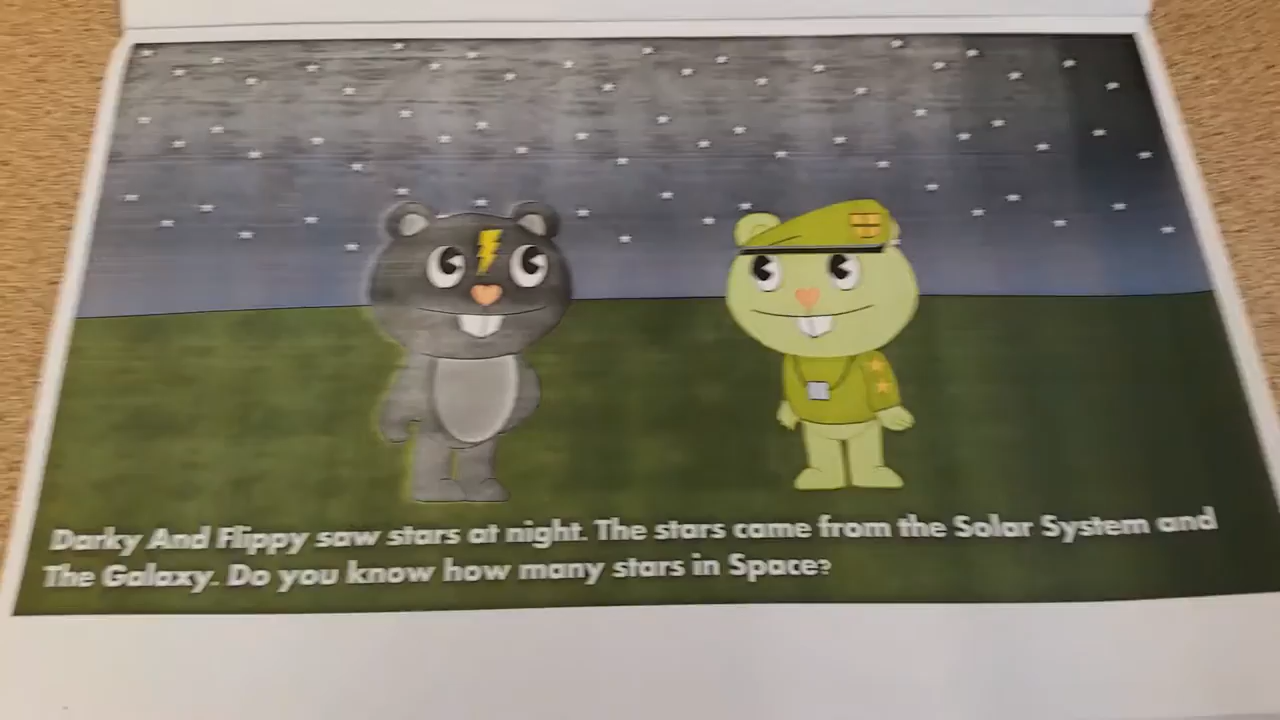 Darky And Flippy saw stars at night. The stars came from the Solar System and
The Galaxy. Do you know how many stars in Space?